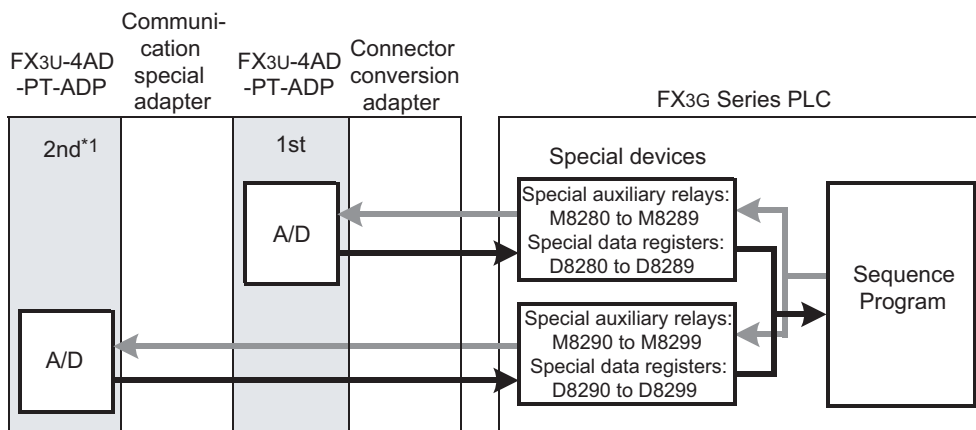 FX3U-4AD
-PT-ADP
Communi-
cation
special
adapter
FX3U-4AD
-PT-ADP
Connector
conversion
adapter
FX3G Series PLC
2nd*1
1st
Special devices
A/D
Special auxiliary relays:
M8280 to M8289
Special data registers:
D8280 to D8289
Sequence
Program
A/D
Special auxiliary relays:
M8290 to M8299
Special data registers:
D8290 to D8299